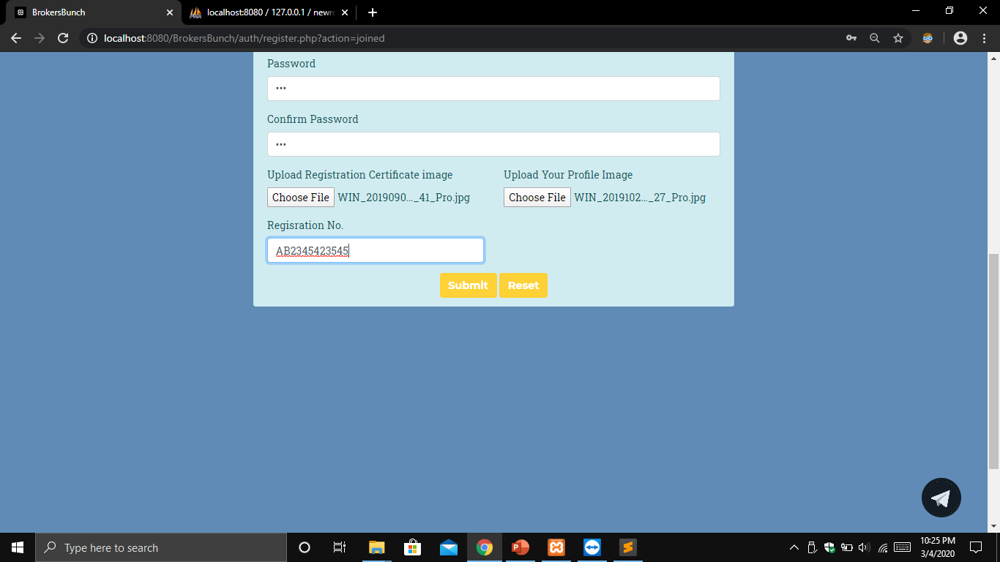 BrokersBunch
localhost:8080 / 127.0.0.1 / newre
localhost:8080/BrokersBunch/auth/register.php?action=joined
Password
•••
Confirm Password
•••
Upload Registration Certificate image
Upload Your Profile Image
Choose File WIN_2019090..._41_Pro.jpg
Choose File WIN_2019102..._27_Pro.jpg
Regisration No.
AB2345423545
Submit
Reset
Type here to search
10:25 PM
3/4/2020